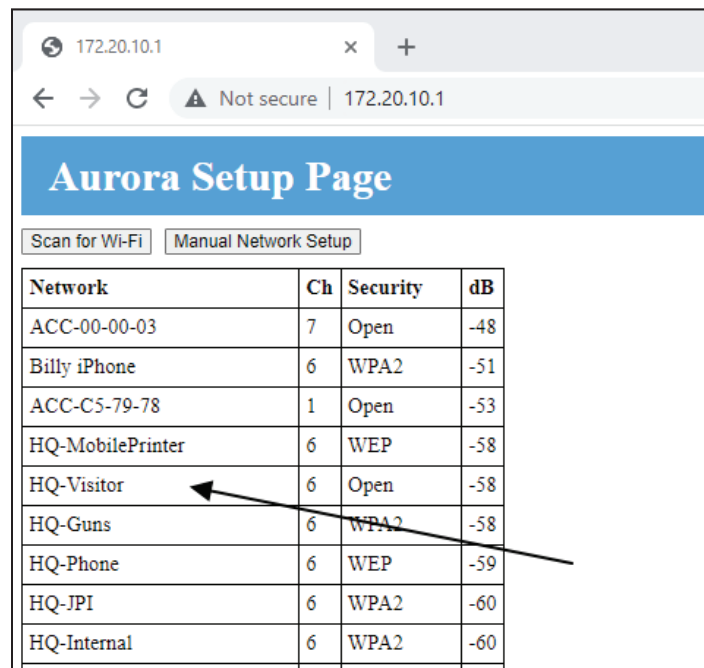 172.20.10.1
Not secure | 172.20.10.1
Aurora Setup Page
Scan for Wi-Fi Manual Network Setup
Network Ch Security dB
ACC-00-00-03 7 Open -48
Billy iPhone 6 WPA2 -51
ACC-C5-79-78 1 Open -53
HQ-MobilePrinter 6 WEP -58
HQ-Visitor 6 Open -58
HQ-Guns 6 WPA2 -58
HQ-Phone 6 WEP -59
HQ-JPI 6 WPA2 -60
HQ-Internal 6 WPA2 -60